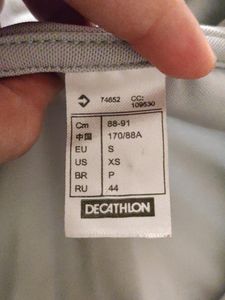 74652 CC:
109530
Cm 88-91
中国 170/88A
EU S
US XS
BR P
RU 44
DECATHLON